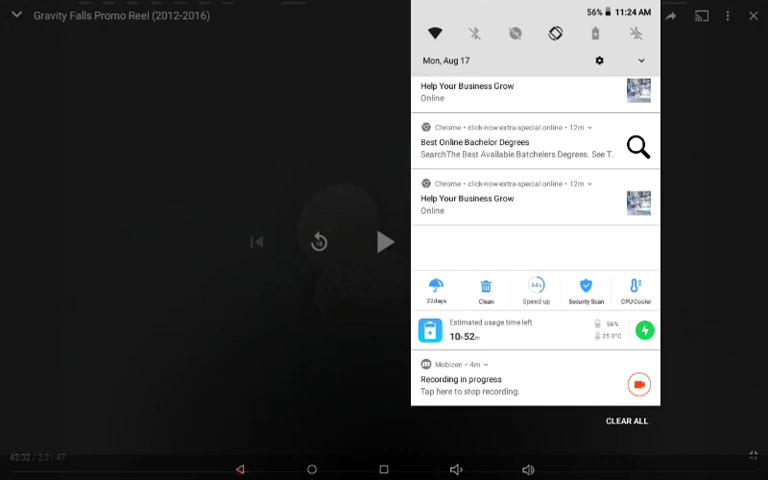 Gravity Falls Promo Reel (2012-2016)
56% 11:24 AM
Mon, Aug 17
Help Your Business Grow
Online
Chrome • click-now-extra-special.online • 12m
Best Online Bachelor Degrees
SearchThe Best Available Batchelers Degrees. See T..
Chrome • click-now-extra-special.online • 12m
Help Your Business Grow
Online
10
44%
22days Clean Speed up Security Scan CPU Cooler
Estimated usage time left
10h52m
56%
25.0°C
Mobizen • 4m
Recording in progress
Tap here to stop recording.
CLEAR ALL
43:32 / 2:21:47